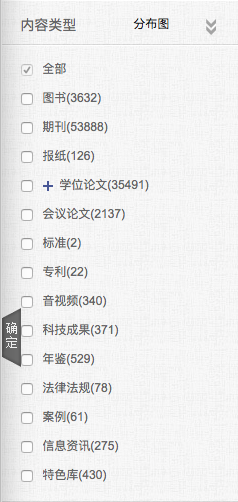 内容类型 分布图
全部
图书(3632)
期刊(53888)
报纸(126)
学位论文(35491)
会议论文(2137)
标准(2)
专利(22)
音视频(340)
科技成果(371)
年鉴(529)
法律法规(78)
案例(61)
信息资讯(275)
特色库(430)
确定